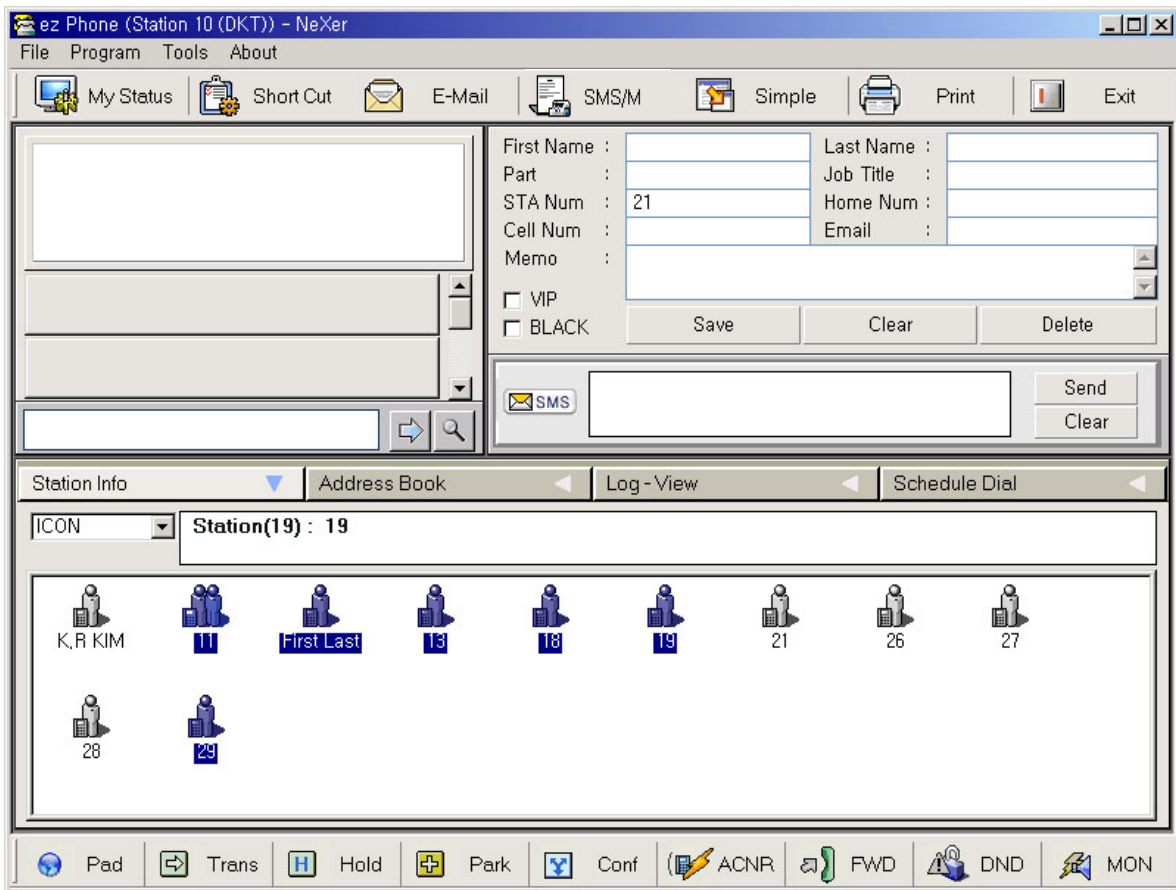 ez Phone (Station 10 (DKT)) - NeXer
File Program Tools About
My Status Short Cut E-Mail SMS/M Simple Print Exit
First Name : Last Name :
Part : Job Title :
STA Num : 21 Home Num :
Cell Num : Email :
Memo :
VIP
BLACK Save Clear Delete
SMS Send
Clear
Station Info Address Book Log - View Schedule Dial
ICON Station(19) : 19
K,R KIM 11 First Last 13 18 19 21 26 27
28 29
Pad Trans H Hold Park Conf ACNR FWD DND MON